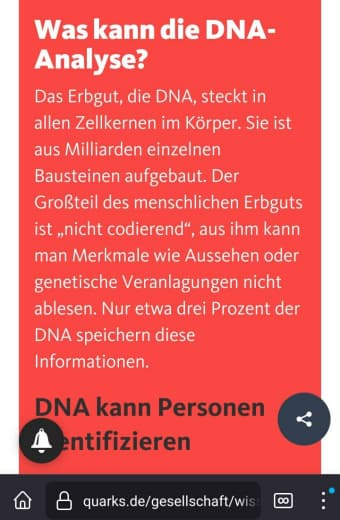 Was kann die DNA-
Analyse?
Das Erbgut, die DNA, steckt in
allen Zellkernen im Körper. Sie ist
aus Milliarden einzelnen
Bausteinen aufgebaut. Der
Großteil des menschlichen Erbguts
ist „nicht codierend“, aus ihm kann
man Merkmale wie Aussehen oder
genetische Veranlagungen nicht
ablesen. Nur etwa drei Prozent der
DNA speichern diese
Informationen.
DNA kann Personen
entifizieren
quarks.de/gesellschaft/wis